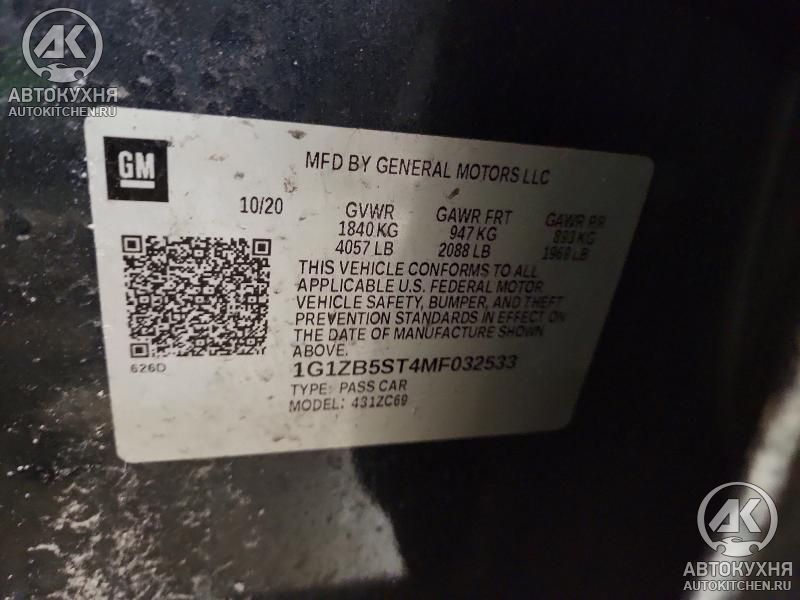 AK
АВТОКУХНЯ
AUTOKITCHEN.RU
GM
MFD BY GENERAL MOTORS LLC
10/20 GVWR GAWR FRT GAWR RR
1840 KG 947 KG 893 KG
4057 LB 2088 LB 1969 LB
THIS VEHICLE CONFORMS TO ALL
APPLICABLE U.S. FEDERAL MOTOR
VEHICLE SAFETY, BUMPER, AND THEFT
PREVENTION STANDARDS IN EFFECT ON
THE DATE OF MANUFACTURE SHOWN
ABOVE.
626D
1G1ZB5ST4MF032533
TYPE: PASS CAR
MODEL: 431ZC69
AK
АВТОКУХНЯ
AUTOKITCHEN.RU